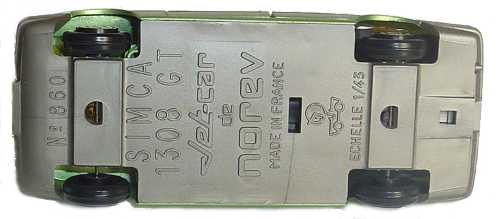 Nº 860
SIMCA
1308 GT
Jet-car
de
norev
MADE IN FRANCE
ECHELLE 1/43